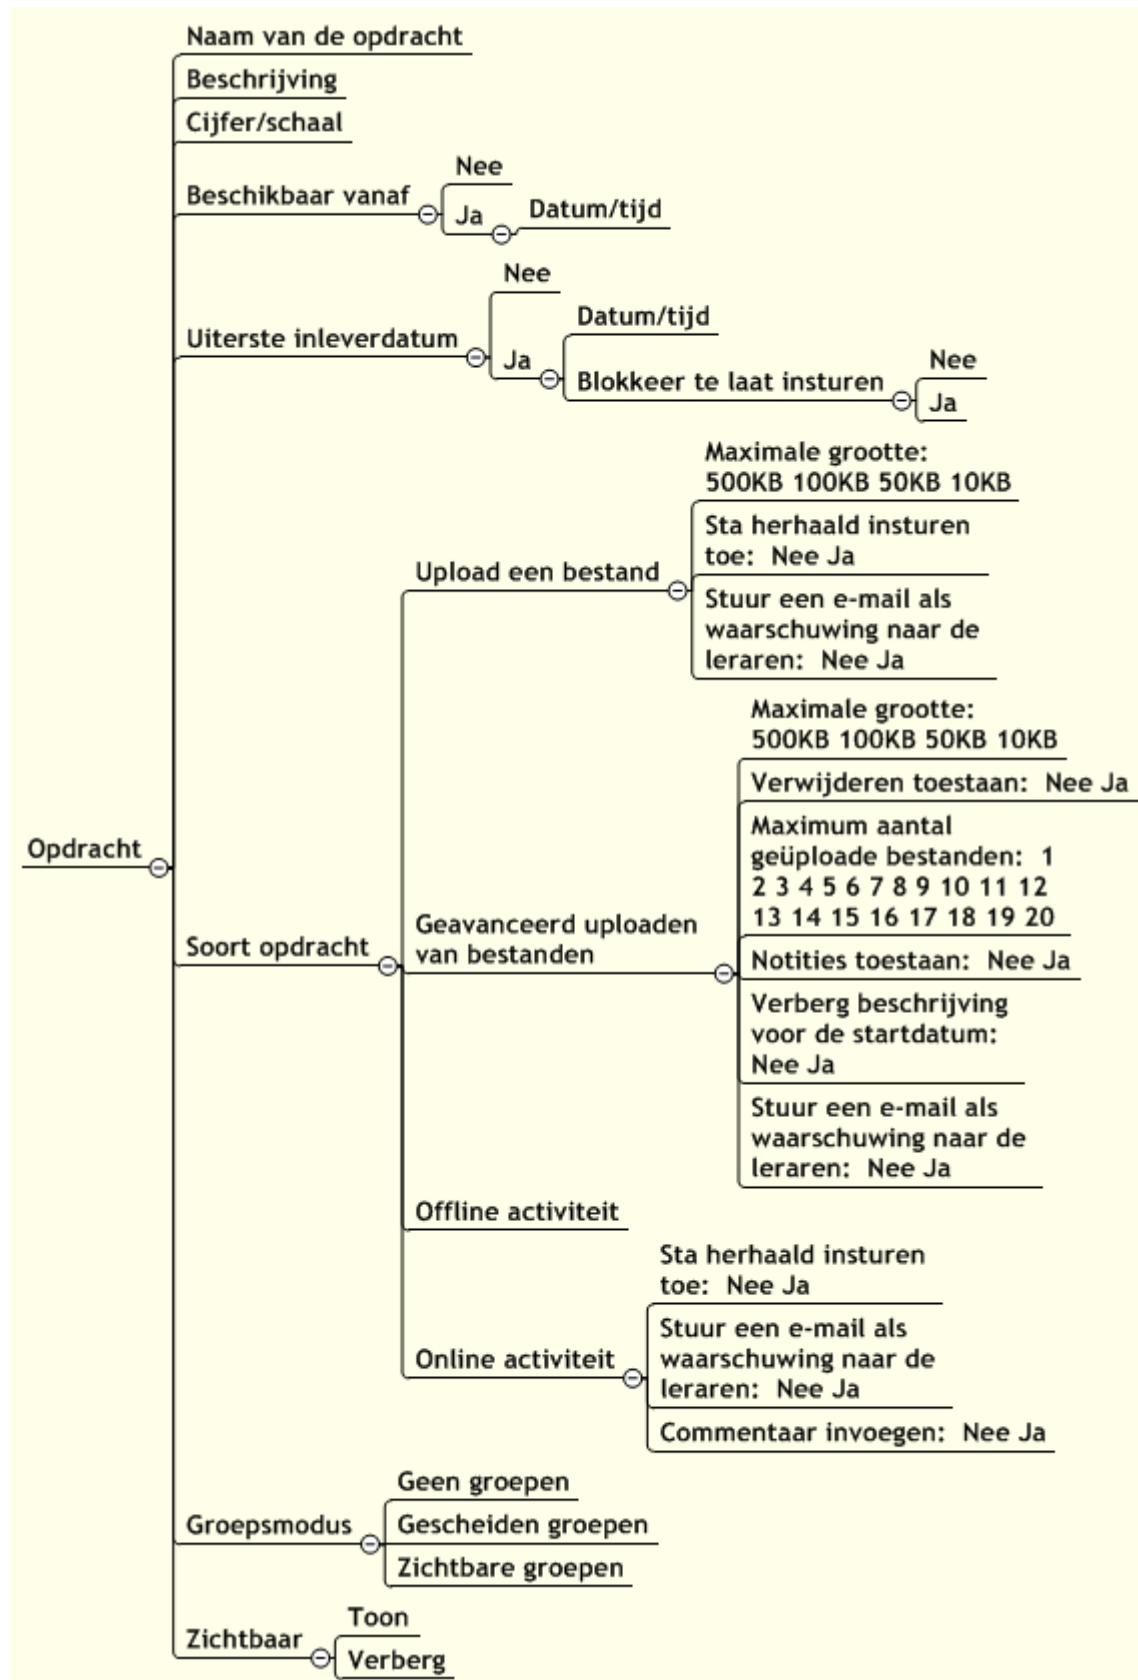 Naam van de opdracht
Beschrijving
Cijfer/schaal
Beschikbaar vanaf
Nee
Ja
Datum/tijd
Uiterste inleverdatum
Nee
Ja
Datum/tijd
Blokkeer te laat insturen
Nee
Ja
Opdracht
Soort opdracht
Upload een bestand
Maximale grootte:
500KB 100KB 50KB 10KB
Sta herhaald insturen
toe: Nee Ja
Stuur een e-mail als
waarschuwing naar de
leraren: Nee Ja
Geavanceerd uploaden
van bestanden
Maximale grootte:
500KB 100KB 50KB 10KB
Verwijderen toestaan: Nee Ja
Maximum aantal
geüploade bestanden: 1
2 3 4 5 6 7 8 9 10 11 12
13 14 15 16 17 18 19 20
Notities toestaan: Nee Ja
Verberg beschrijving
voor de startdatum:
Nee Ja
Stuur een e-mail als
waarschuwing naar de
leraren: Nee Ja
Offline activiteit
Online activiteit
Sta herhaald insturen
toe: Nee Ja
Stuur een e-mail als
waarschuwing naar de
leraren: Nee Ja
Commentaar invoegen: Nee Ja
Groepsmodus
Geen groepen
Gescheiden groepen
Zichtbare groepen
Zichtbaar
Toon
Verberg